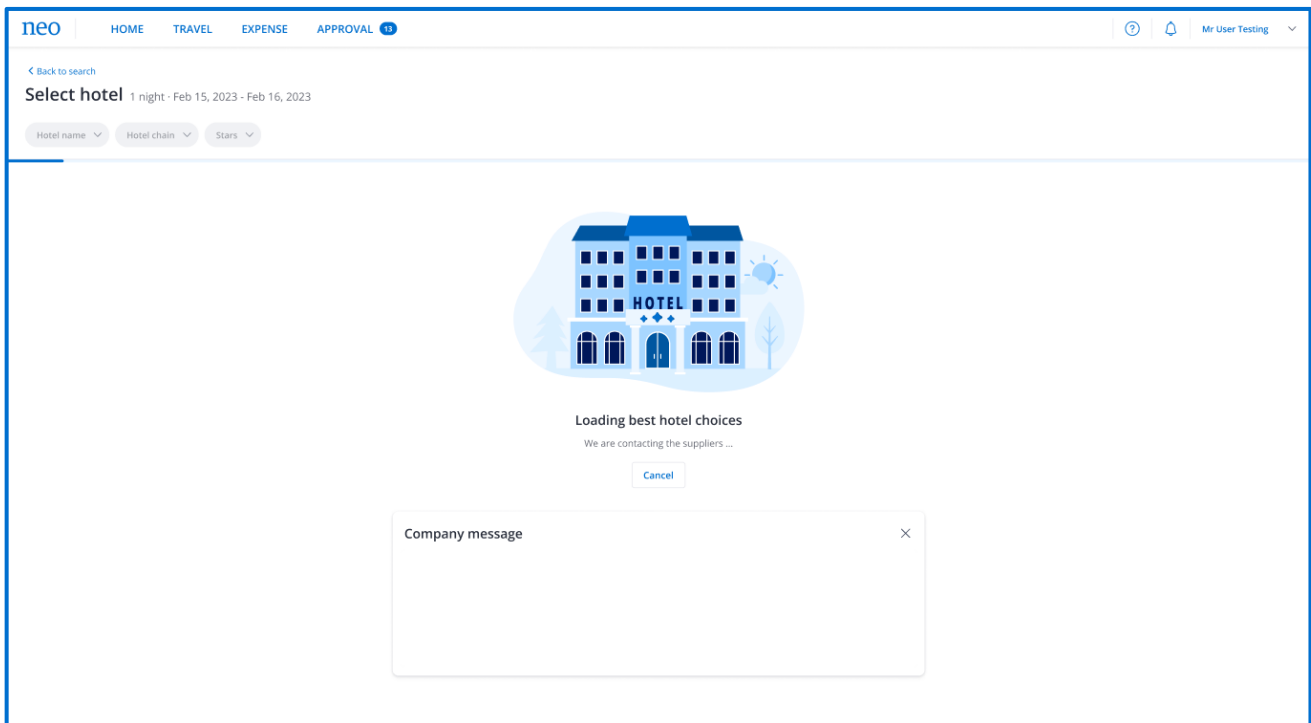 neo HOME TRAVEL EXPENSE APPROVAL 13 Mr User Testing
Back to search
Select hotel 1 night · Feb 15, 2023 - Feb 16, 2023
Hotel name Hotel chain Stars
HOTEL
Loading best hotel choices
We are contacting the suppliers ...
Cancel
Company message